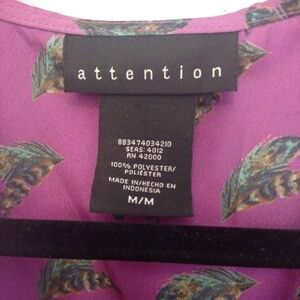 attention
883474034210
SEAS: 4012
RN 42000
100% POLYESTER/
POLIÉSTER
MADE IN/HECHO EN
INDONESIA
M/M